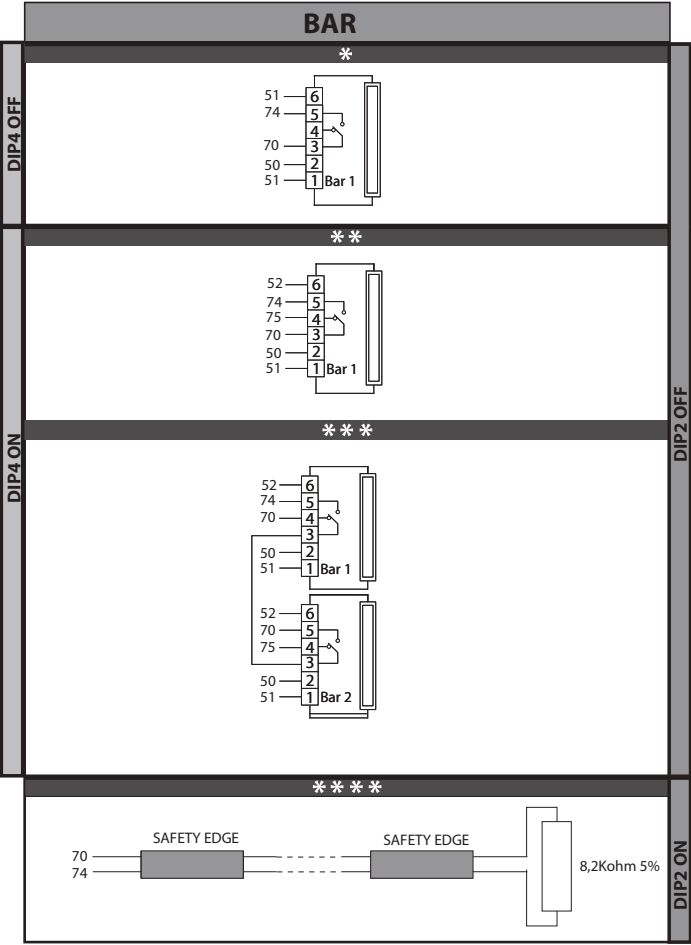 BAR
*
DIP4 OFF
51 6
74 5
4
70 3
50 2
51 1 Bar 1
**
DIP4 ON
DIP2 OFF
52 6
74 5
75 4
70 3
50 2
51 1 Bar 1
***
52 6
74 5
70 4
3
50 2
51 1 Bar 1
52 6
70 5
75 4
3
50 2
51 1 Bar 2
****
DIP2 ON
SAFETY EDGE SAFETY EDGE
70
74
8,2Kohm 5%